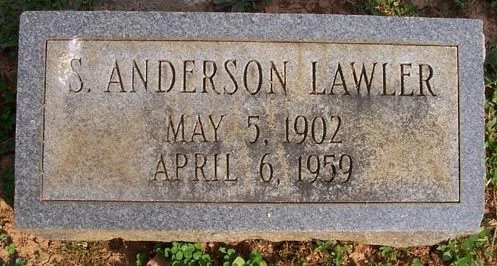 S. ANDERSON LAWLER
MAY 5, 1902
APRIL 6, 1959